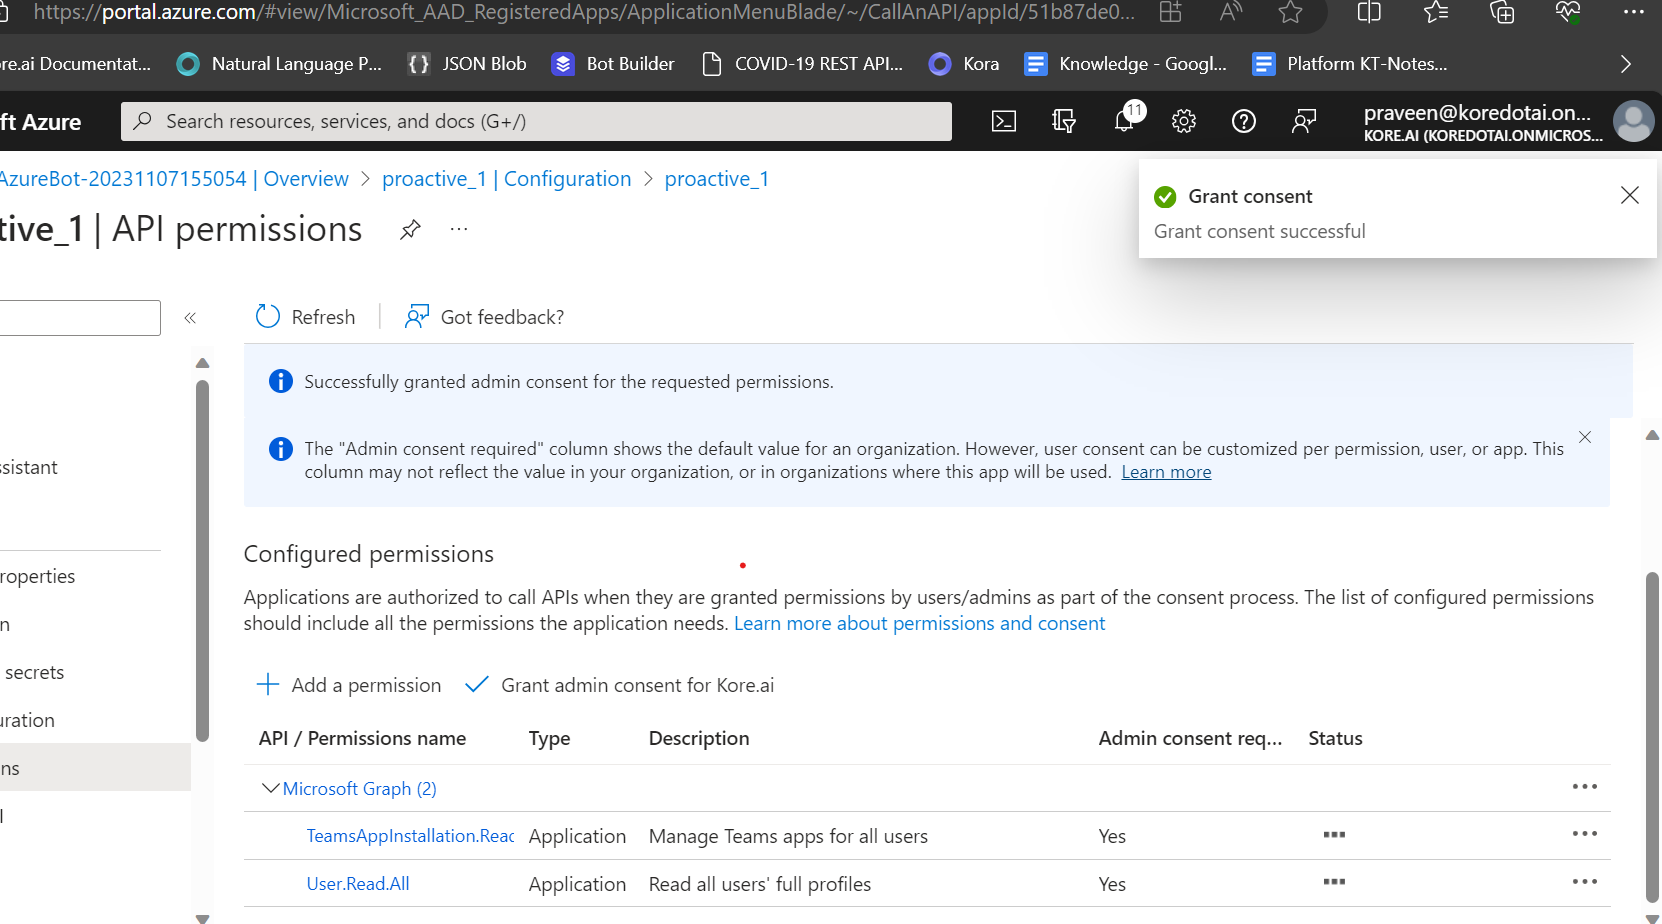 https://portal.azure.com/#view/Microsoft_AAD_RegisteredApps/ApplicationMenuBlade/~/CallAnAPI/appId/51b87de0...
re.ai Documentat...
Natural Language P...
{} JSON Blob
Bot Builder
COVID-19 REST API...
Kora
Knowledge - Googl...
Platform KT-Notes...
ft Azure
Search resources, services, and docs (G+/)
11
praveen@koredotai.on...
KORE.AI (KOREDOTAI.ONMICROS...
AzureBot-20231107155054 | Overview > proactive_1 | Configuration > proactive_1
tive_1 | API permissions
...
Grant consent
Grant consent successful
«
Refresh
Got feedback?
Successfully granted admin consent for the requested permissions.
The "Admin consent required" column shows the default value for an organization. However, user consent can be customized per permission, user, or app. This
column may not reflect the value in your organization, or in organizations where this app will be used. Learn more
ssistant
roperties
n
secrets
uration
ns
l
Configured permissions
Applications are authorized to call APIs when they are granted permissions by users/admins as part of the consent process. The list of configured permissions
should include all the permissions the application needs. Learn more about permissions and consent
Add a permission
Grant admin consent for Kore.ai
API / Permissions name Type Description Admin consent req... Status
Microsoft Graph (2)
TeamsAppInstallation.Reac Application Manage Teams apps for all users Yes
User.Read.All Application Read all users' full profiles Yes